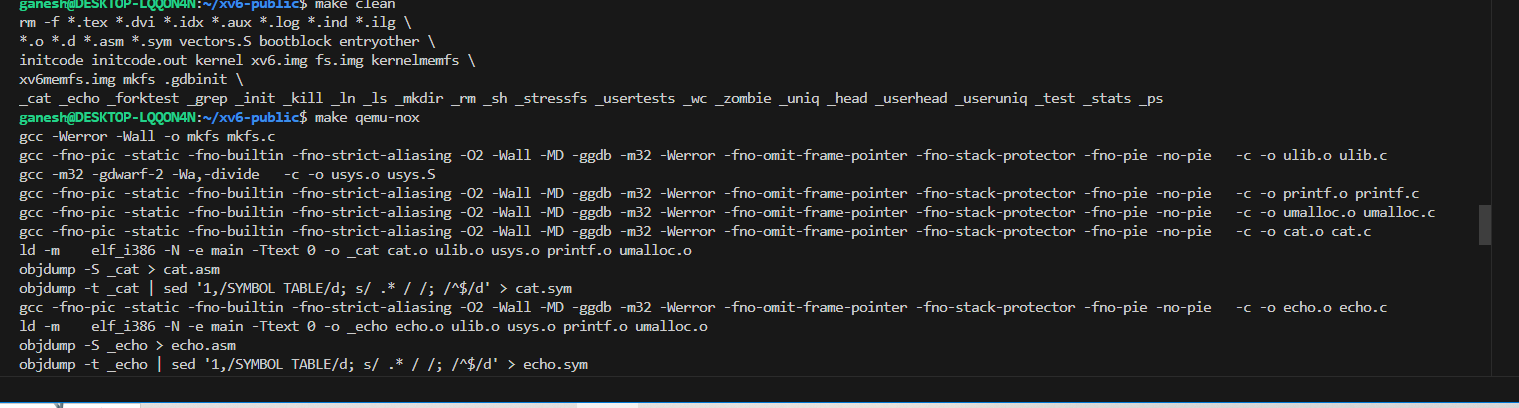 ganesh@DESKTOP-LQQON4N:~/xv6-public$ make clean
rm -f *.tex *.dvi *.idx *.aux *.log *.ind *.ilg \
*.o *.d *.asm *.sym vectors.S bootblock entryother \
initcode initcode.out kernel xv6.img fs.img kernelmemfs \
xv6memfs.img mkfs .gdbinit \
_cat _echo _forktest _grep _init _kill _ln _ls _mkdir _rm _sh _stressfs _usertests _wc _zombie _uniq _head _userhead _useruniq _test _stats _ps
ganesh@DESKTOP-LQQON4N:~/xv6-public$ make qemu-nox
gcc -Werror -Wall -o mkfs mkfs.c
gcc -fno-pic -static -fno-builtin -fno-strict-aliasing -O2 -Wall -MD -ggdb -m32 -Werror -fno-omit-frame-pointer -fno-stack-protector -fno-pie -no-pie   -c -o ulib.o ulib.c
gcc -m32 -gdwarf-2 -Wa,-divide   -c -o usys.o usys.S
gcc -fno-pic -static -fno-builtin -fno-strict-aliasing -O2 -Wall -MD -ggdb -m32 -Werror -fno-omit-frame-pointer -fno-stack-protector -fno-pie -no-pie   -c -o printf.o printf.c
gcc -fno-pic -static -fno-builtin -fno-strict-aliasing -O2 -Wall -MD -ggdb -m32 -Werror -fno-omit-frame-pointer -fno-stack-protector -fno-pie -no-pie   -c -o umalloc.o umalloc.c
gcc -fno-pic -static -fno-builtin -fno-strict-aliasing -O2 -Wall -MD -ggdb -m32 -Werror -fno-omit-frame-pointer -fno-stack-protector -fno-pie -no-pie   -c -o cat.o cat.c
ld -m    elf_i386 -N -e main -Ttext 0 -o _cat cat.o ulib.o usys.o printf.o umalloc.o
objdump -S _cat > cat.asm
objdump -t _cat | sed '1,/SYMBOL TABLE/d; s/ .* / /; /^$/d' > cat.sym
gcc -fno-pic -static -fno-builtin -fno-strict-aliasing -O2 -Wall -MD -ggdb -m32 -Werror -fno-omit-frame-pointer -fno-stack-protector -fno-pie -no-pie   -c -o echo.o echo.c
ld -m    elf_i386 -N -e main -Ttext 0 -o _echo echo.o ulib.o usys.o printf.o umalloc.o
objdump -S _echo > echo.asm
objdump -t _echo | sed '1,/SYMBOL TABLE/d; s/ .* / /; /^$/d' > echo.sym